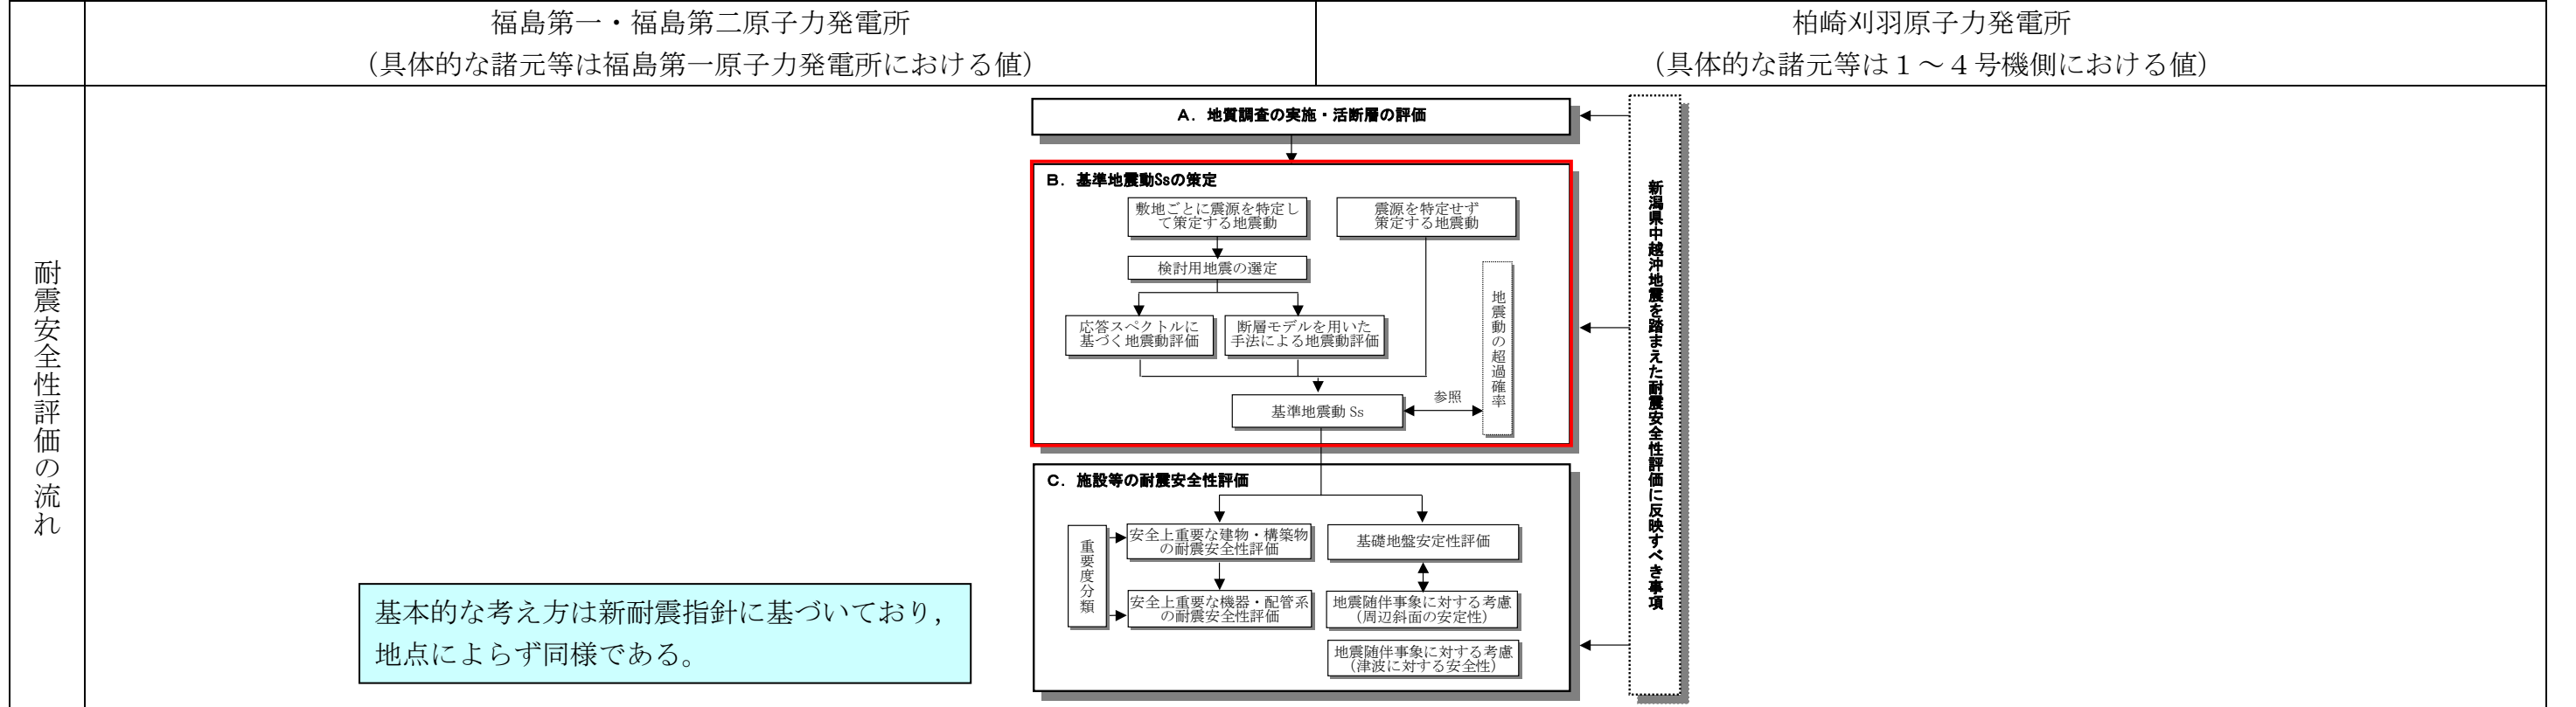 福島第一・福島第二原子力発電所
（具体的な諸元等は福島第一原子力発電所における値）
柏崎刈羽原子力発電所
（具体的な諸元等は１～４号機側における値）
耐震安全性評価の流れ
A．地質調査の実施・活断層の評価
B．基準地震動Ssの策定
敷地ごとに震源を特定し
て策定する地震動
震源を特定せず
策定する地震動
検討用地震の選定
応答スペクトルに
基づく地震動評価
断層モデルを用いた
手法による地震動評価
地震動の超過確率
基準地震動 Ss
参照
C．施設等の耐震安全性評価
重要度分類
安全上重要な建物・構築物
の耐震安全性評価
基礎地盤安定性評価
安全上重要な機器・配管系
の耐震安全性評価
地震随伴事象に対する考慮
（周辺斜面の安定性）
地震随伴事象に対する考慮
（津波に対する安全性）
新潟県中越沖地震を踏まえた耐震安全性評価に反映すべき事項
基本的な考え方は新耐震指針に基づいており，
地点によらず同様である。